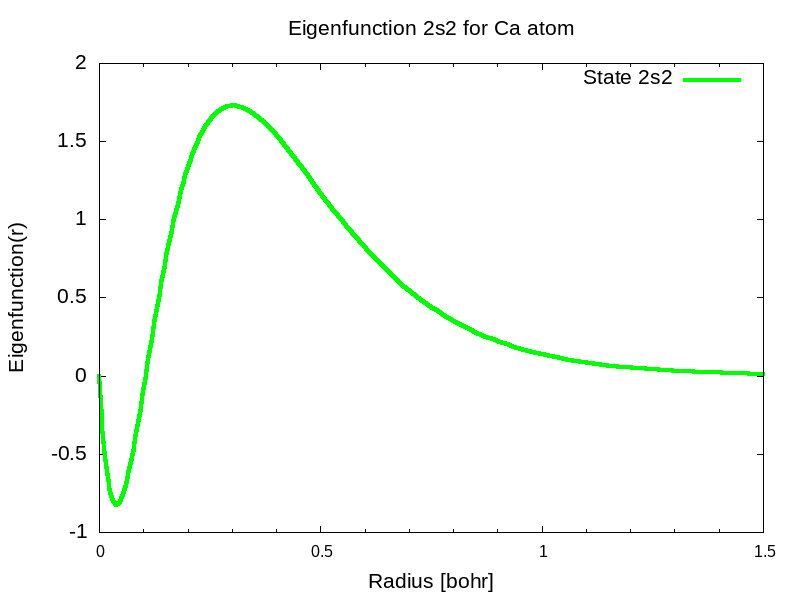 Eigenfunction 2s2 for Ca atom
State 2s2
2
1.5
1
0.5
0
-0.5
-1
Eigenfunction(r)
0 0.5 1 1.5
Radius [bohr]